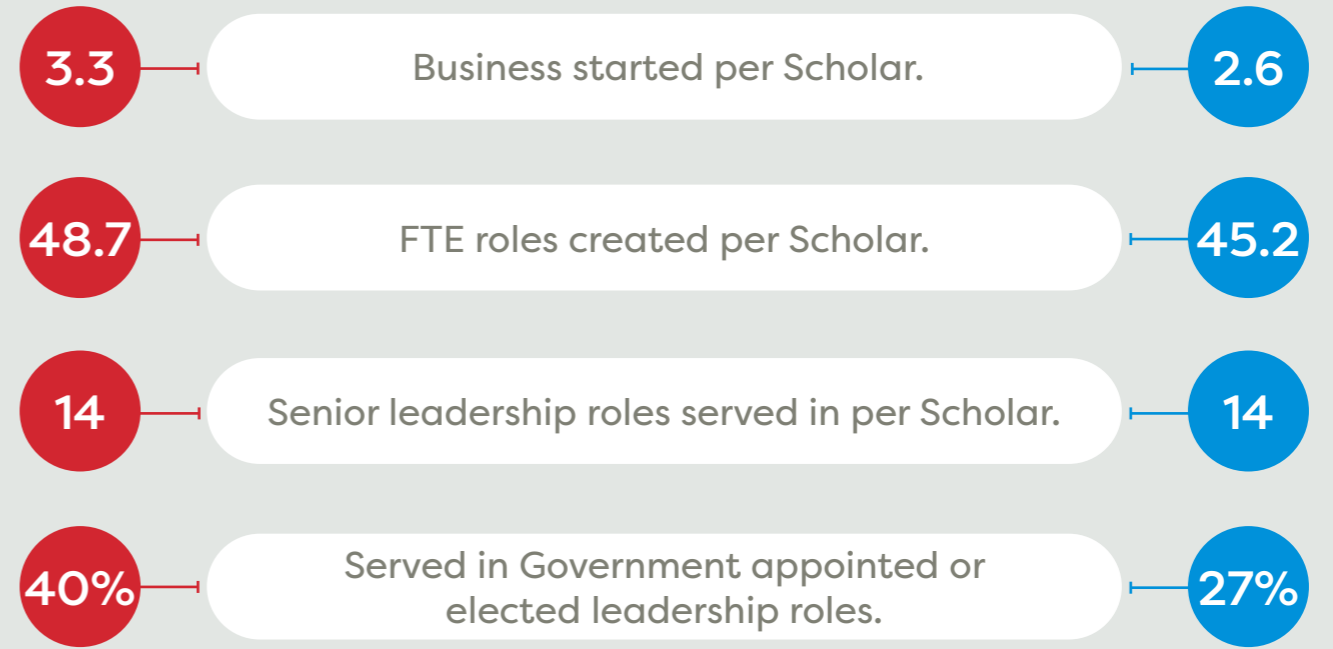 3.3 Business started per Scholar. 2.6
48.7 FTE roles created per Scholar. 45.2
14 Senior leadership roles served in per Scholar. 14
40% Served in Government appointed or
elected leadership roles. 27%